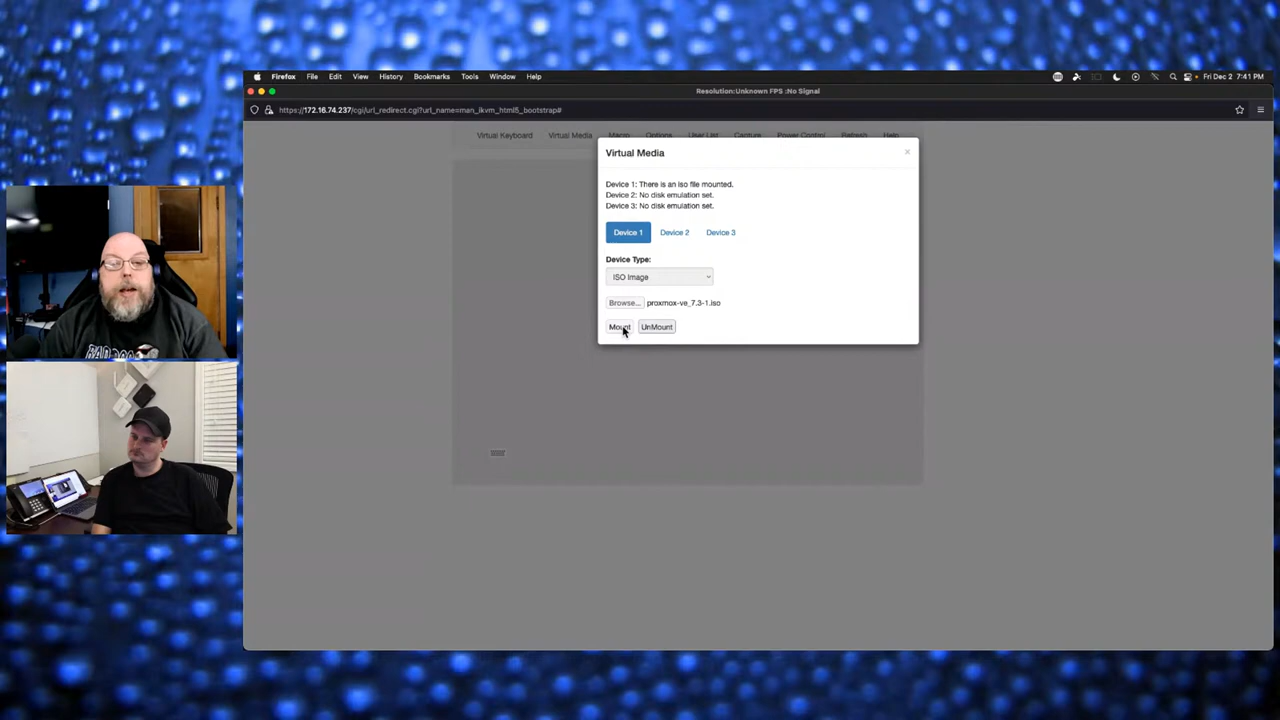 Firefox File Edit View History Bookmarks Tools Window Help Fri Dec 2 7:41 PM
Resolution:Unknown FPS :No Signal
https://172.16.74.237/cgi/url_redirect.cgi?url_name=man_ikvm_html5_bootstrap#
Virtual Keyboard Virtual Media Macro Options User List Capture Power Control Refresh Help
Virtual Media ×
Device 1: There is an iso file mounted.
Device 2: No disk emulation set.
Device 3: No disk emulation set.
Device 1 Device 2 Device 3
Device Type:
ISO Image
Browse... proxmox-ve_7.3-1.iso
Mount UnMount